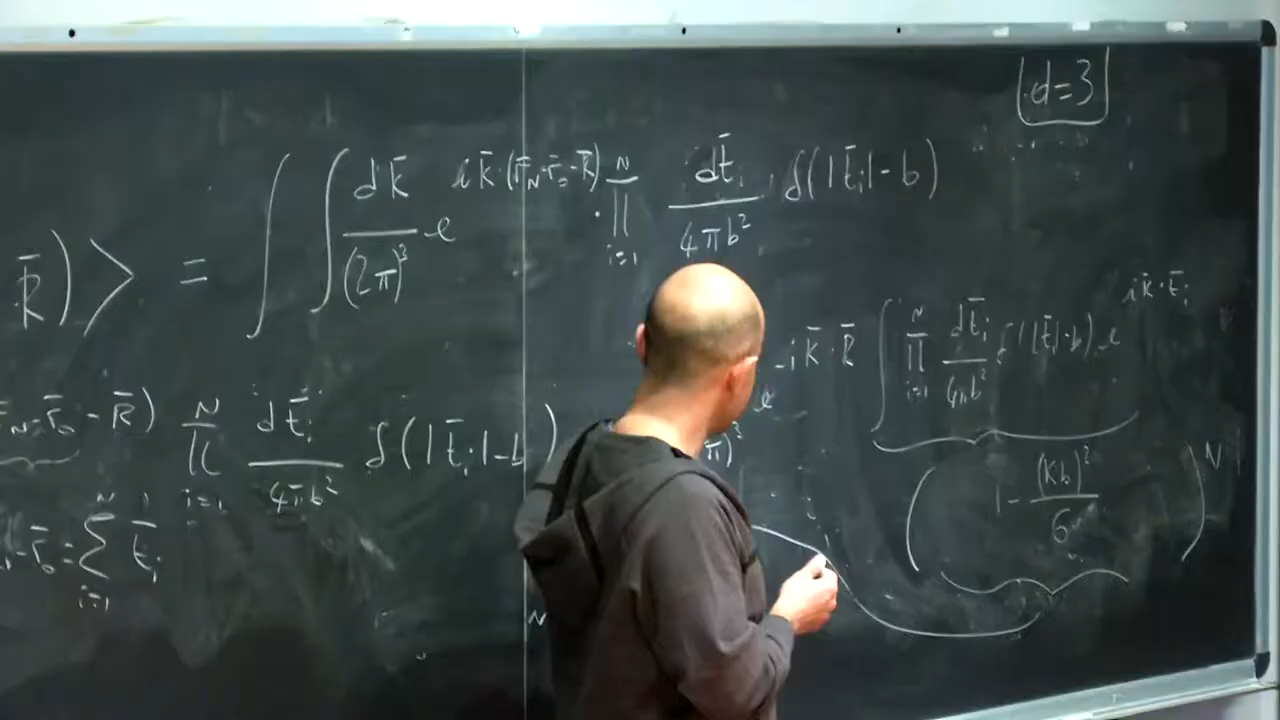 d=3
R̄)> = ∫∫ dk̄/(2π)³ e^{ik̄·(r̄_N-r̄_0-R̄)} · ∏_{i=1}^{N} dt̄_i/4πb² · δ(|t̄_i|-b)
e^{-ik̄·R̄} ∫ ∏_{i=1}^{N} dt̄_i/4πb² δ(|t̄_i|-b) e^{ik̄·t̄_i}
r̄_N-r̄_0 - R̄) ∏_{i=1}^{N} dt̄_i/4πb² δ(|t̄_i|-b) π)³
(1 - (Kb)²/6)^N
-r̄_0 = ∑_{i=1}^{N} t̄_i
N